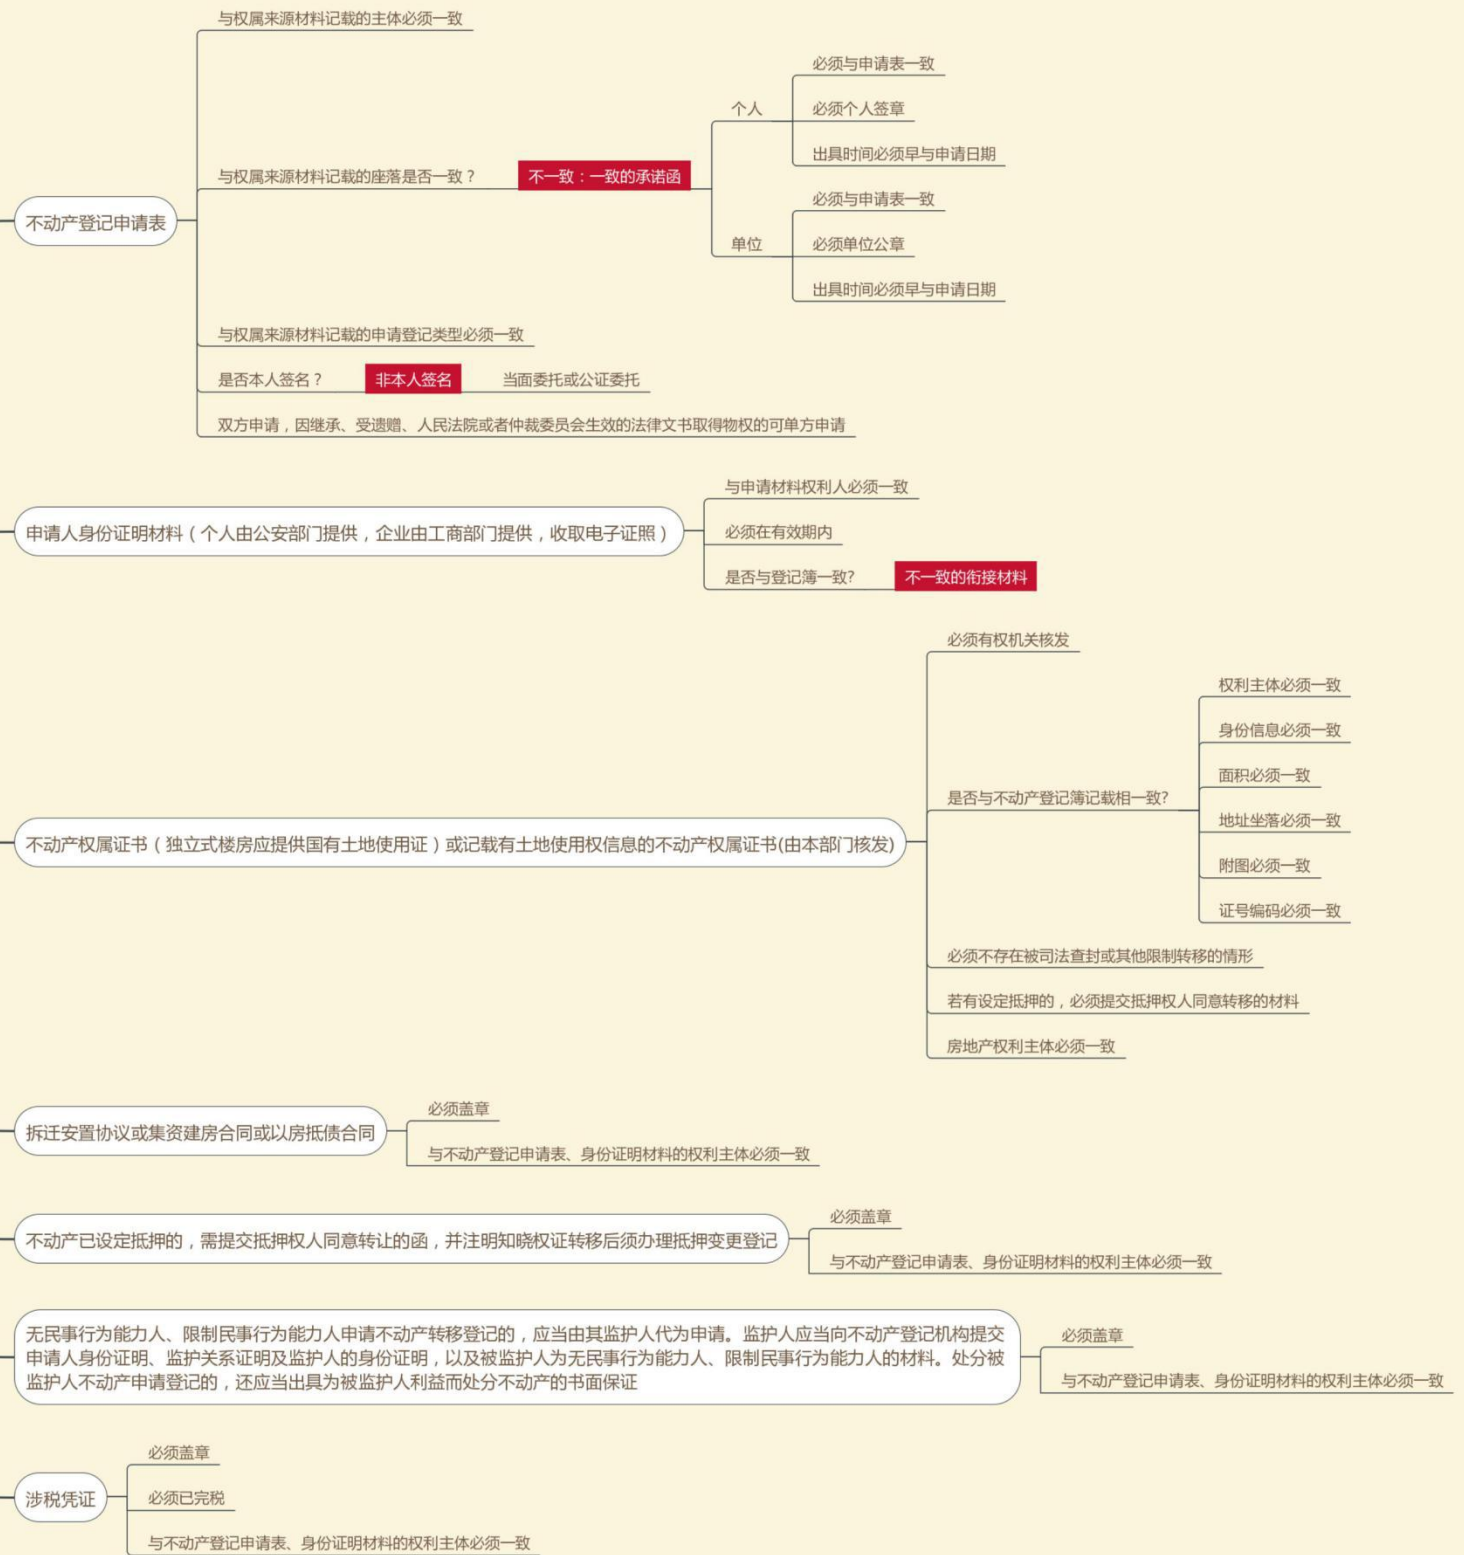 与权属来源材料记载的主体必须一致
必须与申请表一致
个人
必须个人签章
出具时间必须早与申请日期
与权属来源材料记载的座落是否一致？
不一致：一致的承诺函
必须与申请表一致
不动产登记申请表
单位
必须单位公章
出具时间必须早与申请日期
与权属来源材料记载的申请登记类型必须一致
是否本人签名？
非本人签名
当面委托或公证委托
双方申请，因继承、受遗赠、人民法院或者仲裁委员会生效的法律文书取得物权的可单方申请
与申请材料权利人必须一致
申请人身份证明材料（个人由公安部门提供，企业由工商部门提供，收取电子证照）
必须在有效期内
是否与登记簿一致?
不一致的衔接材料
必须有权机关核发
权利主体必须一致
身份信息必须一致
面积必须一致
是否与不动产登记簿记载相一致?
地址坐落必须一致
不动产权属证书（独立式楼房应提供国有土地使用证）或记载有土地使用权信息的不动产权属证书(由本部门核发)
附图必须一致
证号编码必须一致
必须不存在被司法查封或其他限制转移的情形
若有设定抵押的，必须提交抵押权人同意转移的材料
房地产权利主体必须一致
必须盖章
拆迁安置协议或集资建房合同或以房抵债合同
与不动产登记申请表、身份证明材料的权利主体必须一致
必须盖章
不动产已设定抵押的，需提交抵押权人同意转让的函，并注明知晓权证转移后须办理抵押变更登记
与不动产登记申请表、身份证明材料的权利主体必须一致
无民事行为能力人、限制民事行为能力人申请不动产转移登记的，应当由其监护人代为申请。监护人应当向不动产登记机构提交
申请人身份证明、监护关系证明及监护人的身份证明，以及被监护人为无民事行为能力人、限制民事行为能力人的材料。处分被
监护人不动产申请登记的，还应当出具为被监护人利益而处分不动产的书面保证
必须盖章
与不动产登记申请表、身份证明材料的权利主体必须一致
必须盖章
涉税凭证
必须已完税
与不动产登记申请表、身份证明材料的权利主体必须一致